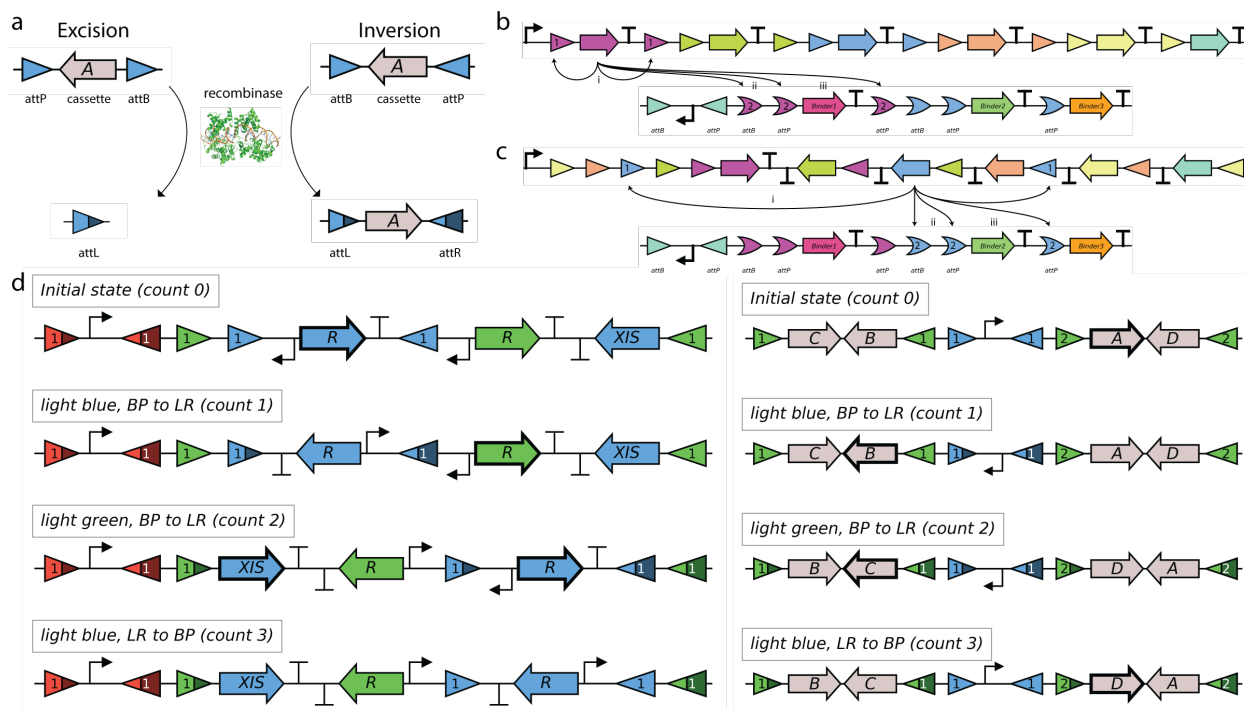 a
Excision
Inversion
A
A
attP
cassette
attB
recombinase
attB
cassette
attP
A
attL
attL
attR
b
1
1
i
ii
iii
2
2
Binder1
2
Binder2
Binder3
attB
attP
attB
attP
attP
attB
attP
attP
c
1
1
i
ii
iii
Binder1
2
2
Binder2
2
Binder3
attB
attP
attB
attP
attP
attB
attP
attP
d
Initial state (count 0)
1 1 1 1 R 1 R XIS 1
light blue, BP to LR (count 1)
1 1 1 1 R 1 R XIS 1
light green, BP to LR (count 2)
1 1 1 XIS R 1 R 1 1
light blue, LR to BP (count 3)
1 1 1 XIS R 1 R 1 1
Initial state (count 0)
1 C B 1 1 1 2 A D 2
light blue, BP to LR (count 1)
1 C B 1 1 1 2 A D 2
light green, BP to LR (count 2)
1 B C 1 1 1 2 D A 2
light blue, LR to BP (count 3)
1 B C 1 1 1 2 D A 2